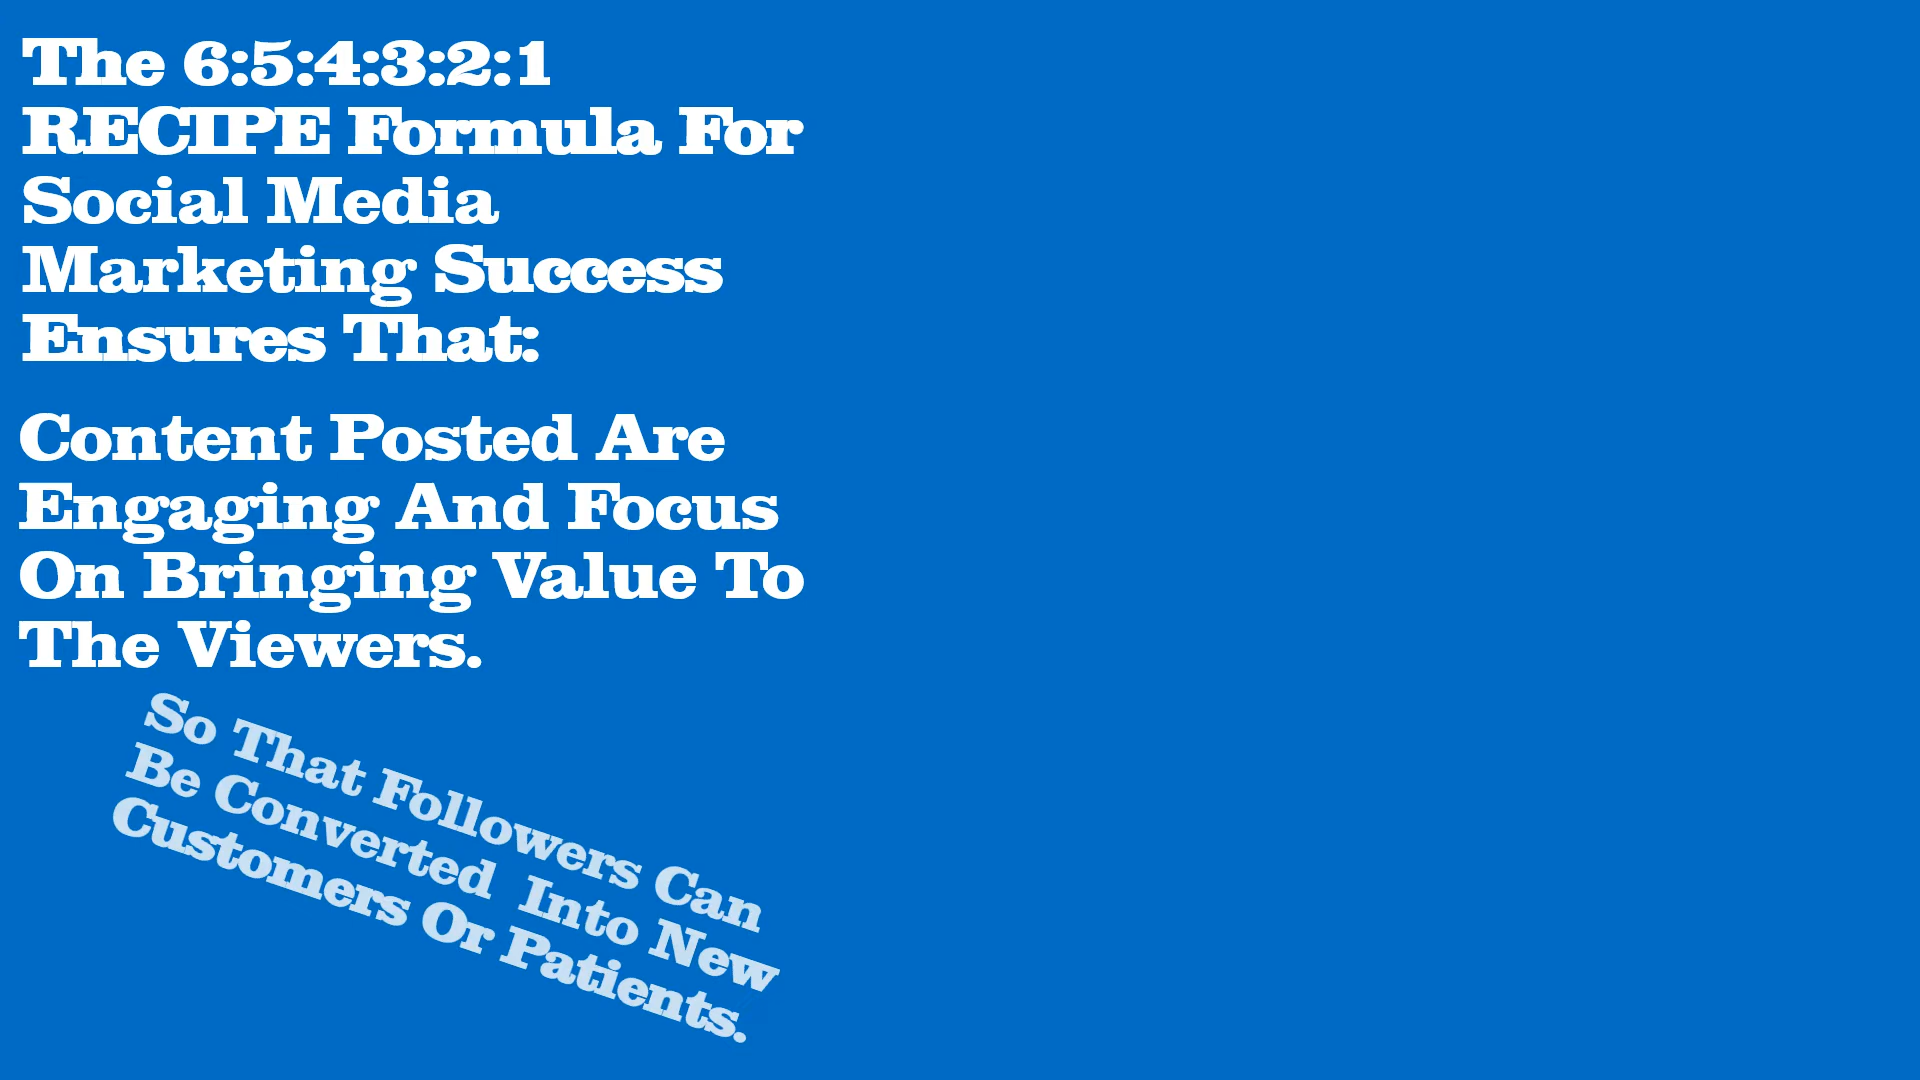 The 6:5:4:3:2:1
RECIPE Formula For
Social Media
Marketing Success
Ensures That:
Content Posted Are
Engaging And Focus
On Bringing Value To
The Viewers.
So That Followers Can
Be Converted  Into New
Customers Or Patients.